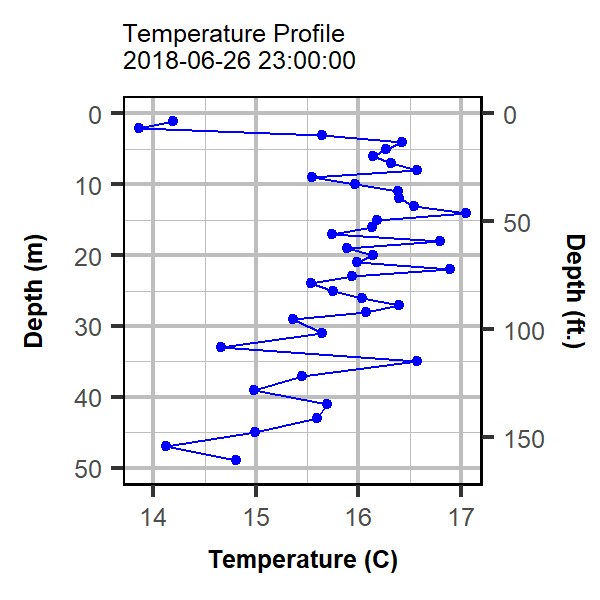 Temperature Profile
2018-06-26 23:00:00
0
10
20
30
40
50
Depth (m)
0
50
100
150
Depth (ft.)
14 15 16 17
Temperature (C)